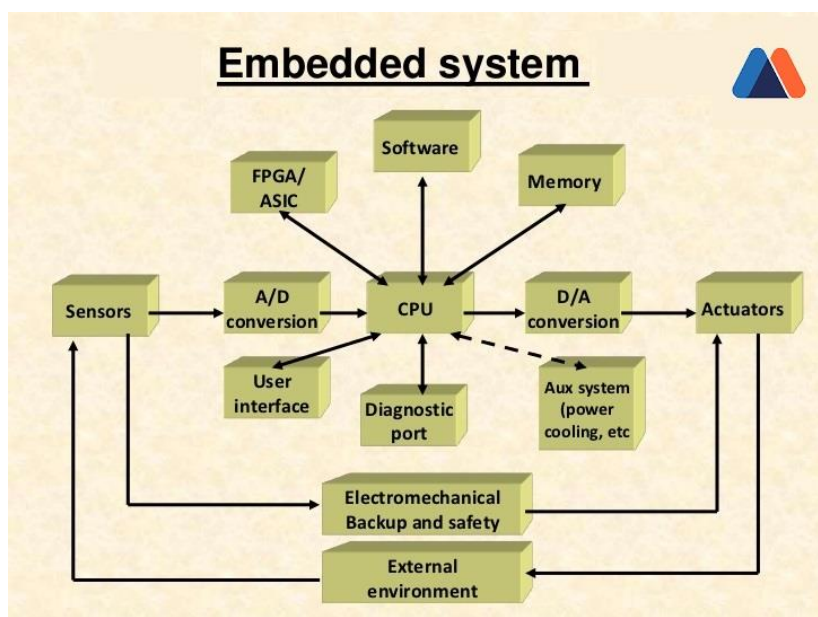 Embedded system
Software
FPGA/
ASIC
Memory
Sensors
A/D
conversion
CPU
D/A
conversion
Actuators
User
interface
Diagnostic
port
Aux system
(power
cooling, etc
Electromechanical
Backup and safety
External
environment